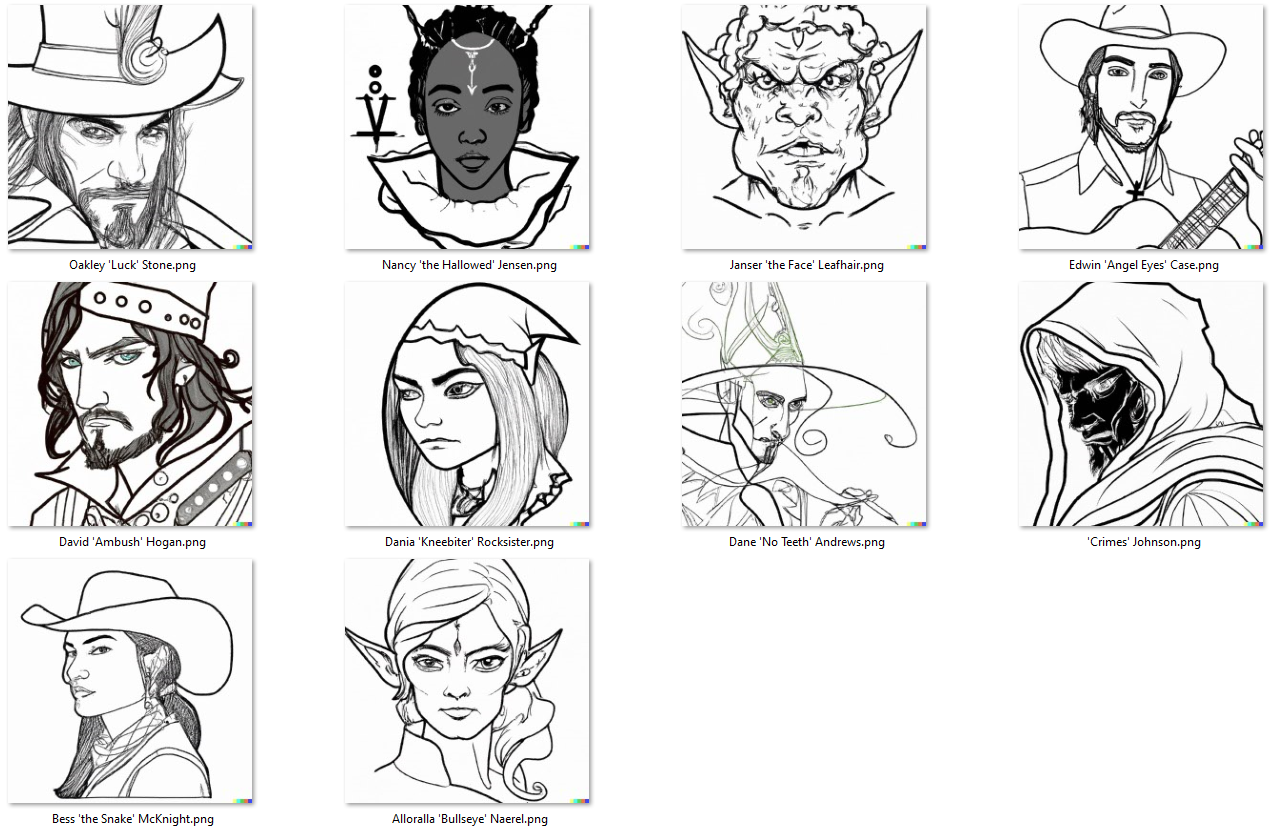 Oakley 'Luck' Stone.png
Nancy 'the Hallowed' Jensen.png
Janser 'the Face' Leafhair.png
Edwin 'Angel Eyes' Case.png
David 'Ambush' Hogan.png
Dania 'Kneebiter' Rocksister.png
Dane 'No Teeth' Andrews.png
'Crimes' Johnson.png
Bess 'the Snake' McKnight.png
Alloralla 'Bullseye' Naerel.png